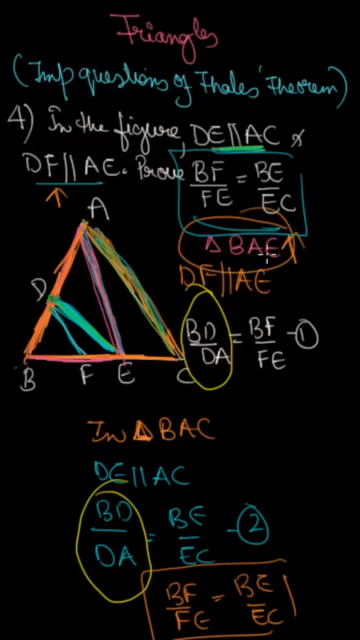 Triangles
(Imp questions of Thales' Theorem)
4) In the figure, DE||AC &
DF||AE. Prove BF/FE = BE/EC
Δ BAE
DF||AE
A
D
B F E C
BD/DA = BF/FE - ①
In Δ BAC
DE||AC
BD/DA = BE/EC - ②
BF/FE = BE/EC